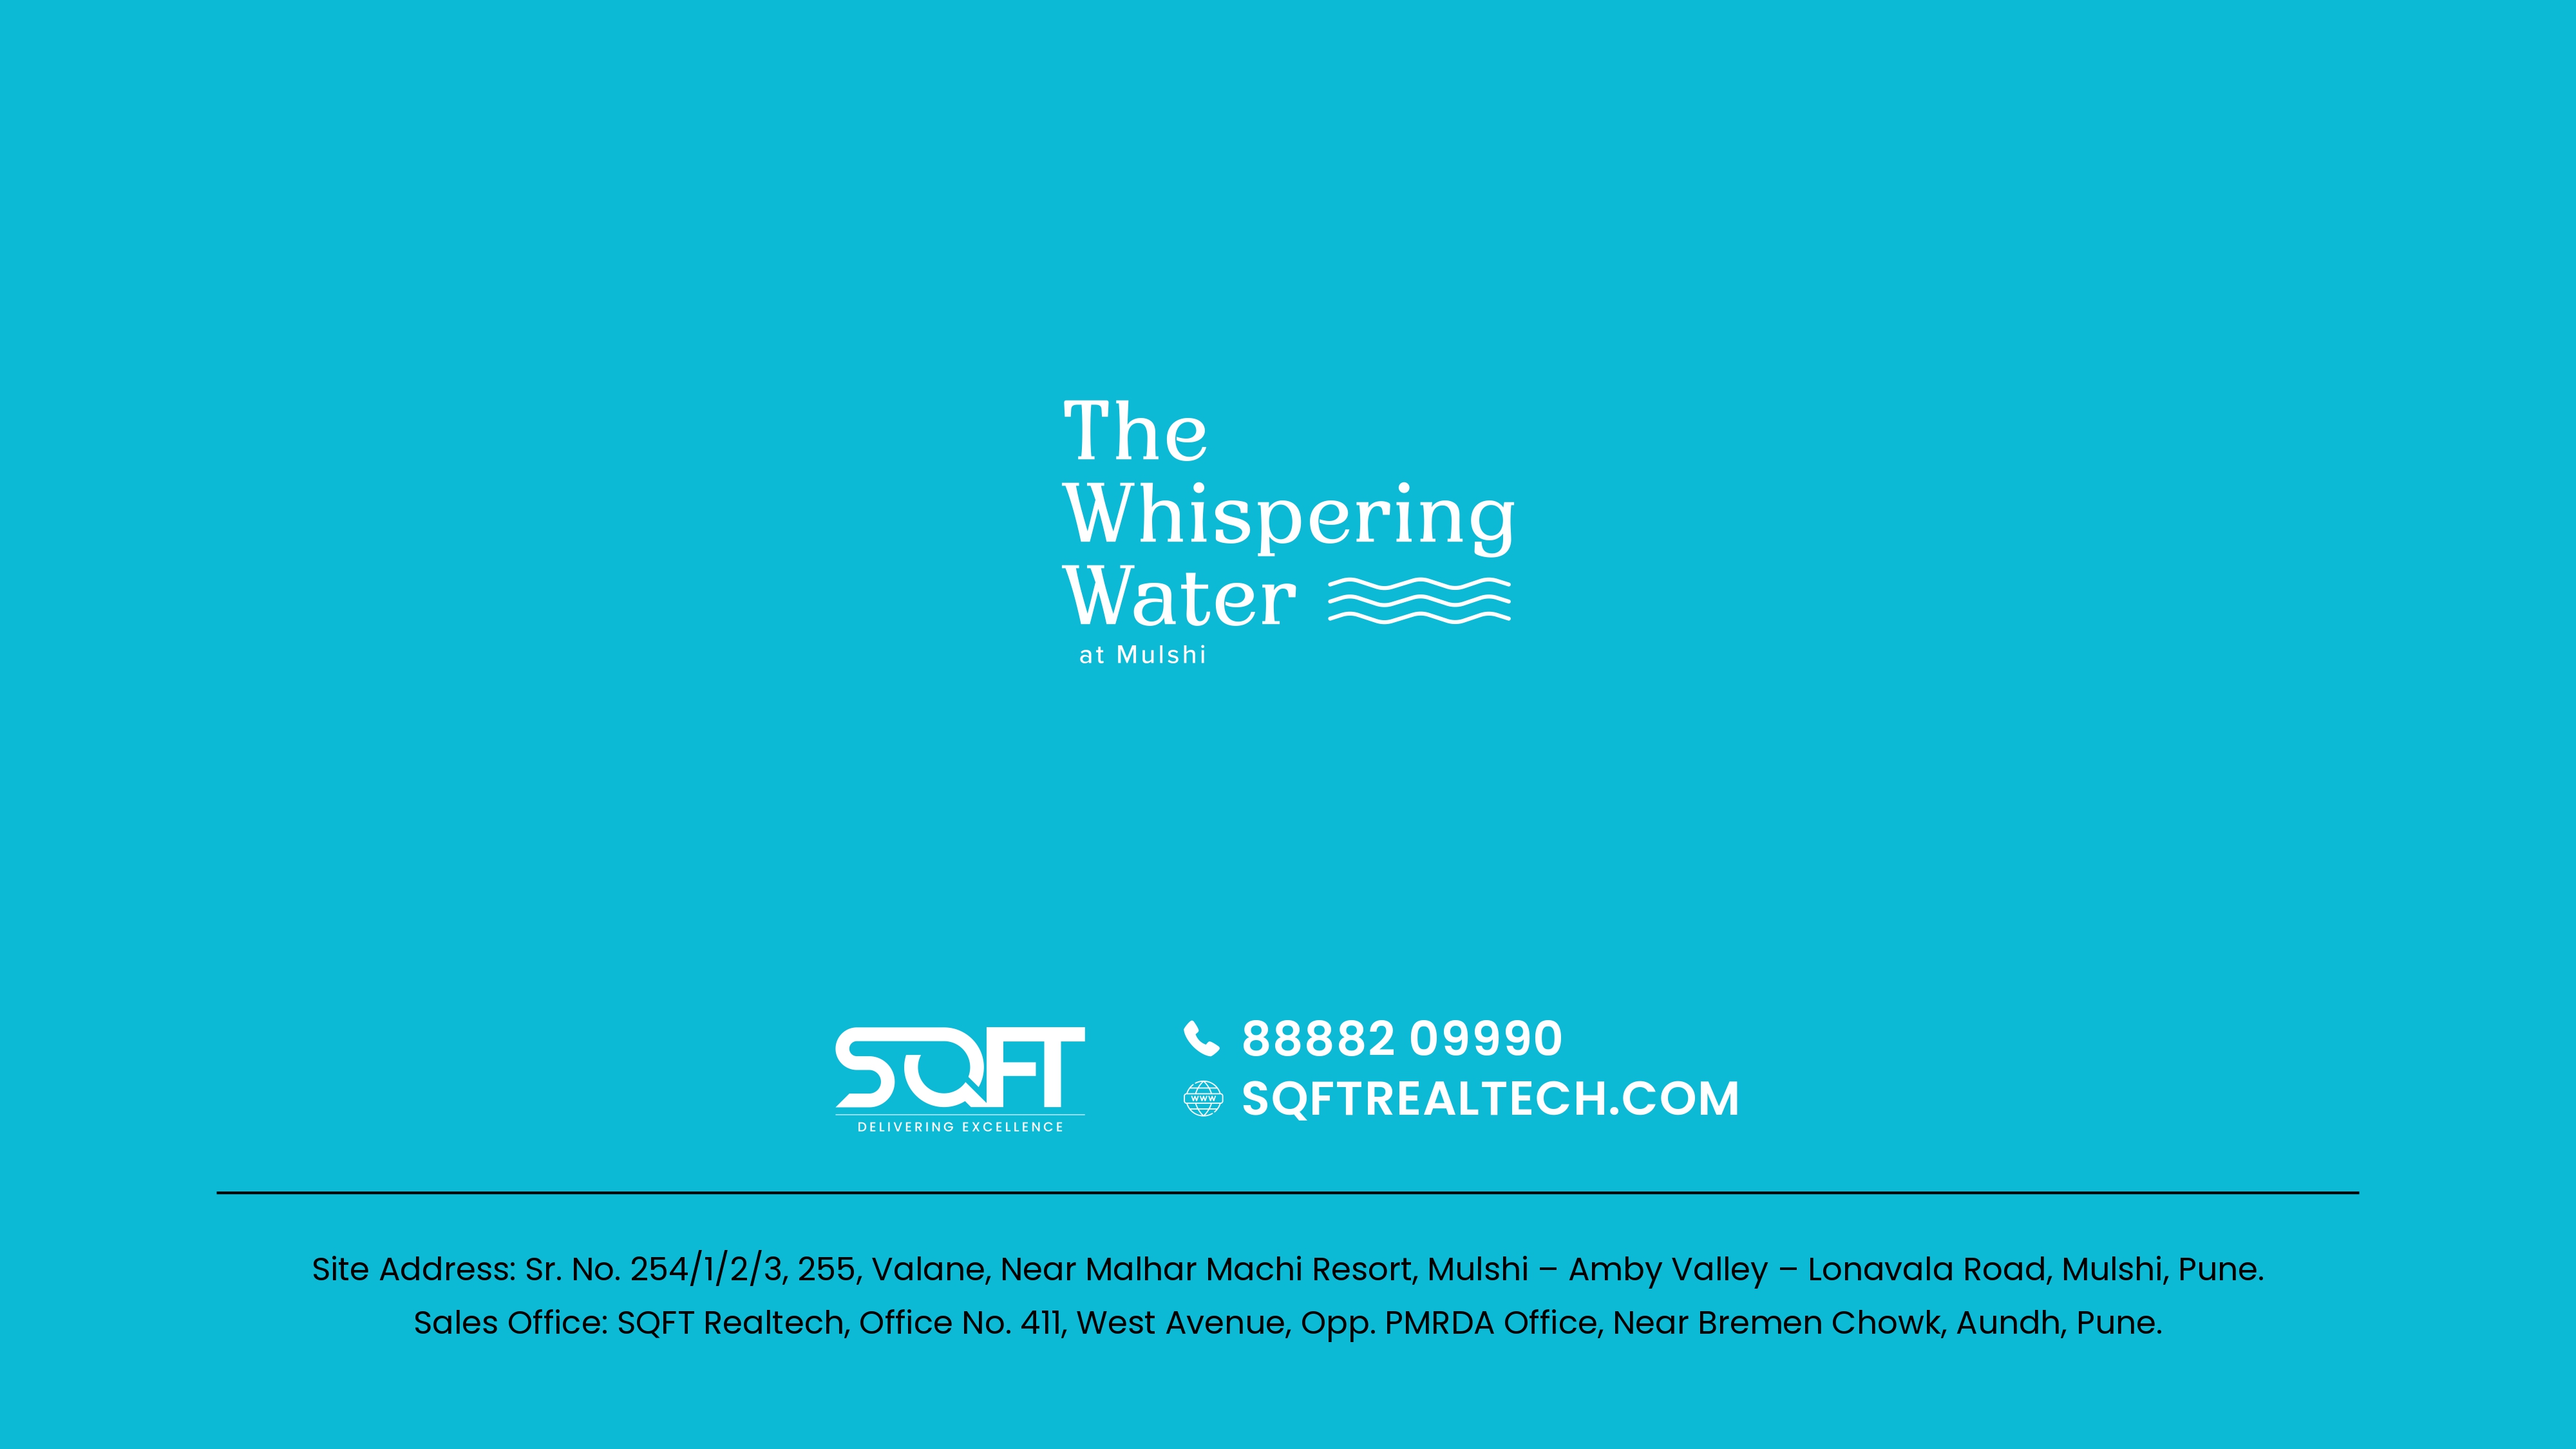 The
Whispering
Water
at Mulshi
SQFT
DELIVERING EXCELLENCE
88882 09990
www
SQFTREALTECH.COM
Site Address: Sr. No. 254/1/2/3, 255, Valane, Near Malhar Machi Resort, Mulshi – Amby Valley – Lonavala Road, Mulshi, Pune.
Sales Office: SQFT Realtech, Office No. 411, West Avenue, Opp. PMRDA Office, Near Bremen Chowk, Aundh, Pune.